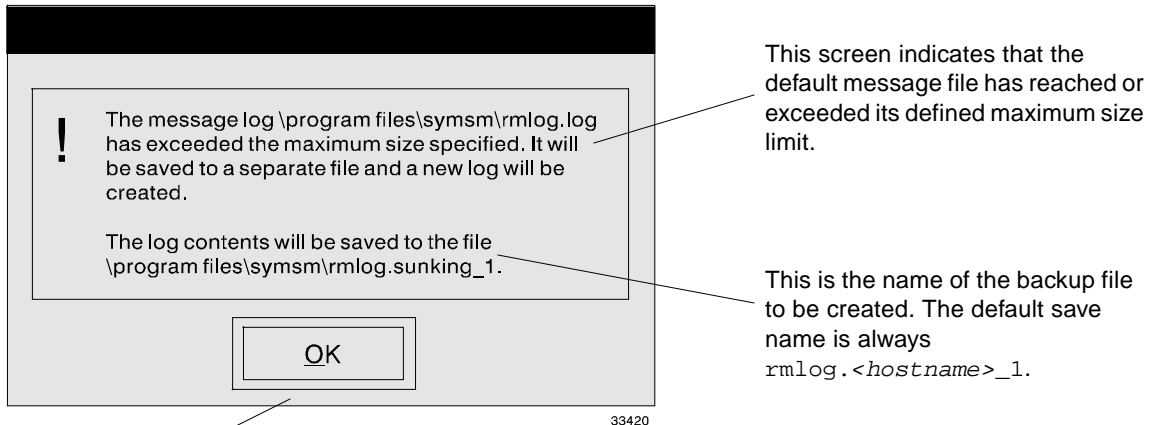 !
The message log \program files\symsm\rmlog.log
has exceeded the maximum size specified. It will
be saved to a separate file and a new log will be
created.
The log contents will be saved to the file
\program files\symsm\rmlog.sunking_1.
OK
33420
This screen indicates that the
default message file has reached or
exceeded its defined maximum size
limit.
This is the name of the backup file
to be created. The default save
name is always
rmlog.<hostname>_1.